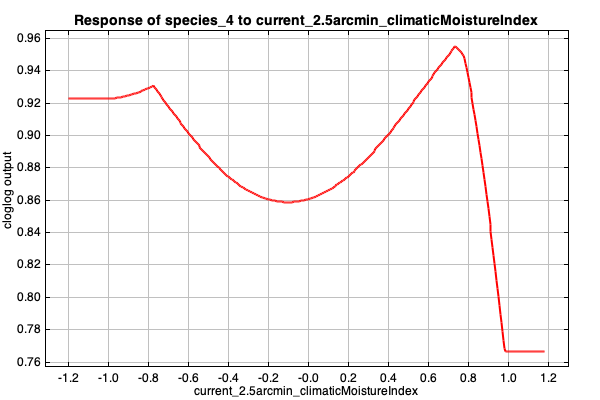 Response of species_4 to current_2.5arcmin_climaticMoistureIndex
0.96
0.94
0.92
0.90
0.88
0.86
0.84
0.82
0.80
0.78
0.76
cloglog output
-1.2 -1.0 -0.8 -0.6 -0.4 -0.2 -0.0 0.2 0.4 0.6 0.8 1.0 1.2
current_2.5arcmin_climaticMoistureIndex